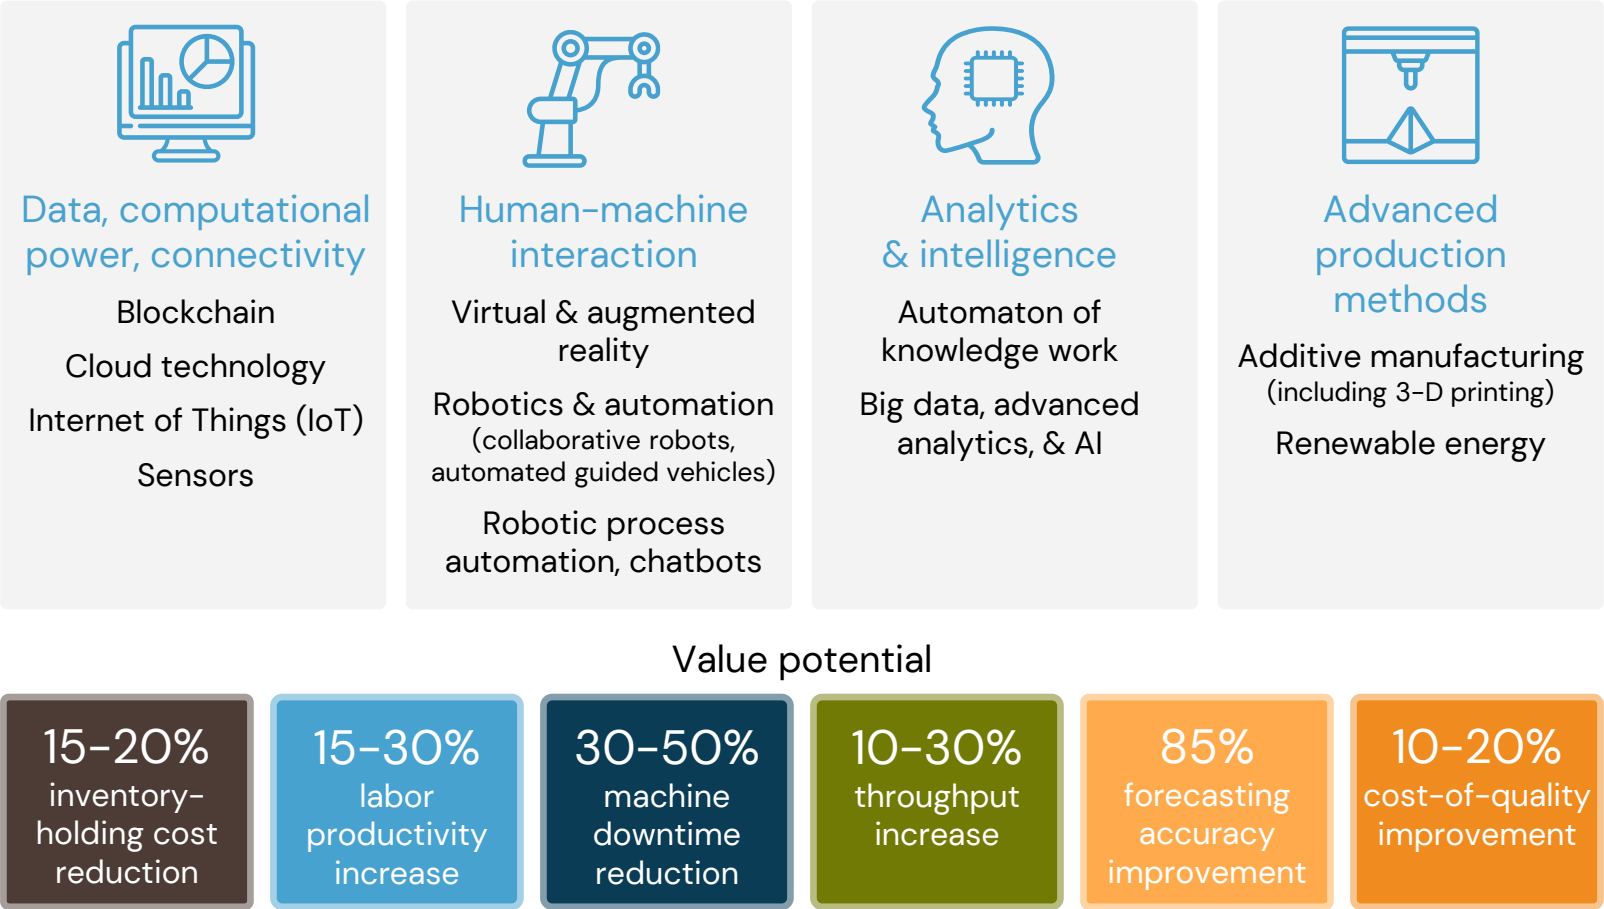 Data, computational
power, connectivity
Blockchain
Cloud technology
Internet of Things (IoT)
Sensors
Human-machine
interaction
Virtual & augmented
reality
Robotics & automation
(collaborative robots,
automated guided vehicles)
Robotic process
automation, chatbots
Analytics
& intelligence
Automaton of
knowledge work
Big data, advanced
analytics, & AI
Advanced
production
methods
Additive manufacturing
(including 3-D printing)
Renewable energy
Value potential
15-20%
inventory-
holding cost
reduction
15-30%
labor
productivity
increase
30-50%
machine
downtime
reduction
10-30%
throughput
increase
85%
forecasting
accuracy
improvement
10-20%
cost-of-quality
improvement